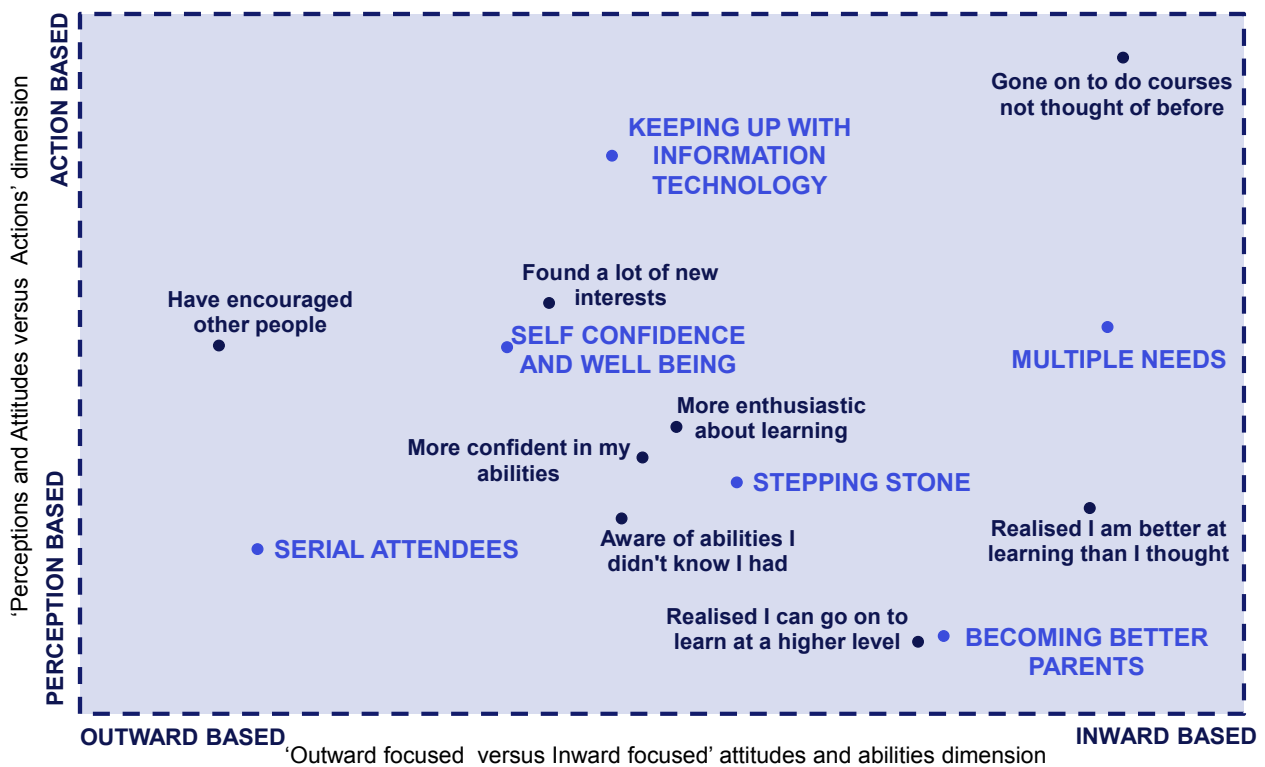 ACTION BASED
'Perceptions and Attitudes versus  Actions' dimension
PERCEPTION BASED
Gone on to do courses
not thought of before
KEEPING UP WITH
INFORMATION
TECHNOLOGY
Found a lot of new
interests
Have encouraged
other people
SELF CONFIDENCE
AND WELL BEING
MULTIPLE NEEDS
More enthusiastic
about learning
More confident in my
abilities
STEPPING STONE
Realised I am better at
learning than I thought
Aware of abilities I
didn't know I had
SERIAL ATTENDEES
Realised I can go on to
learn at a higher level
BECOMING BETTER
PARENTS
OUTWARD BASED
'Outward focused  versus Inward focused' attitudes and abilities dimension
INWARD BASED